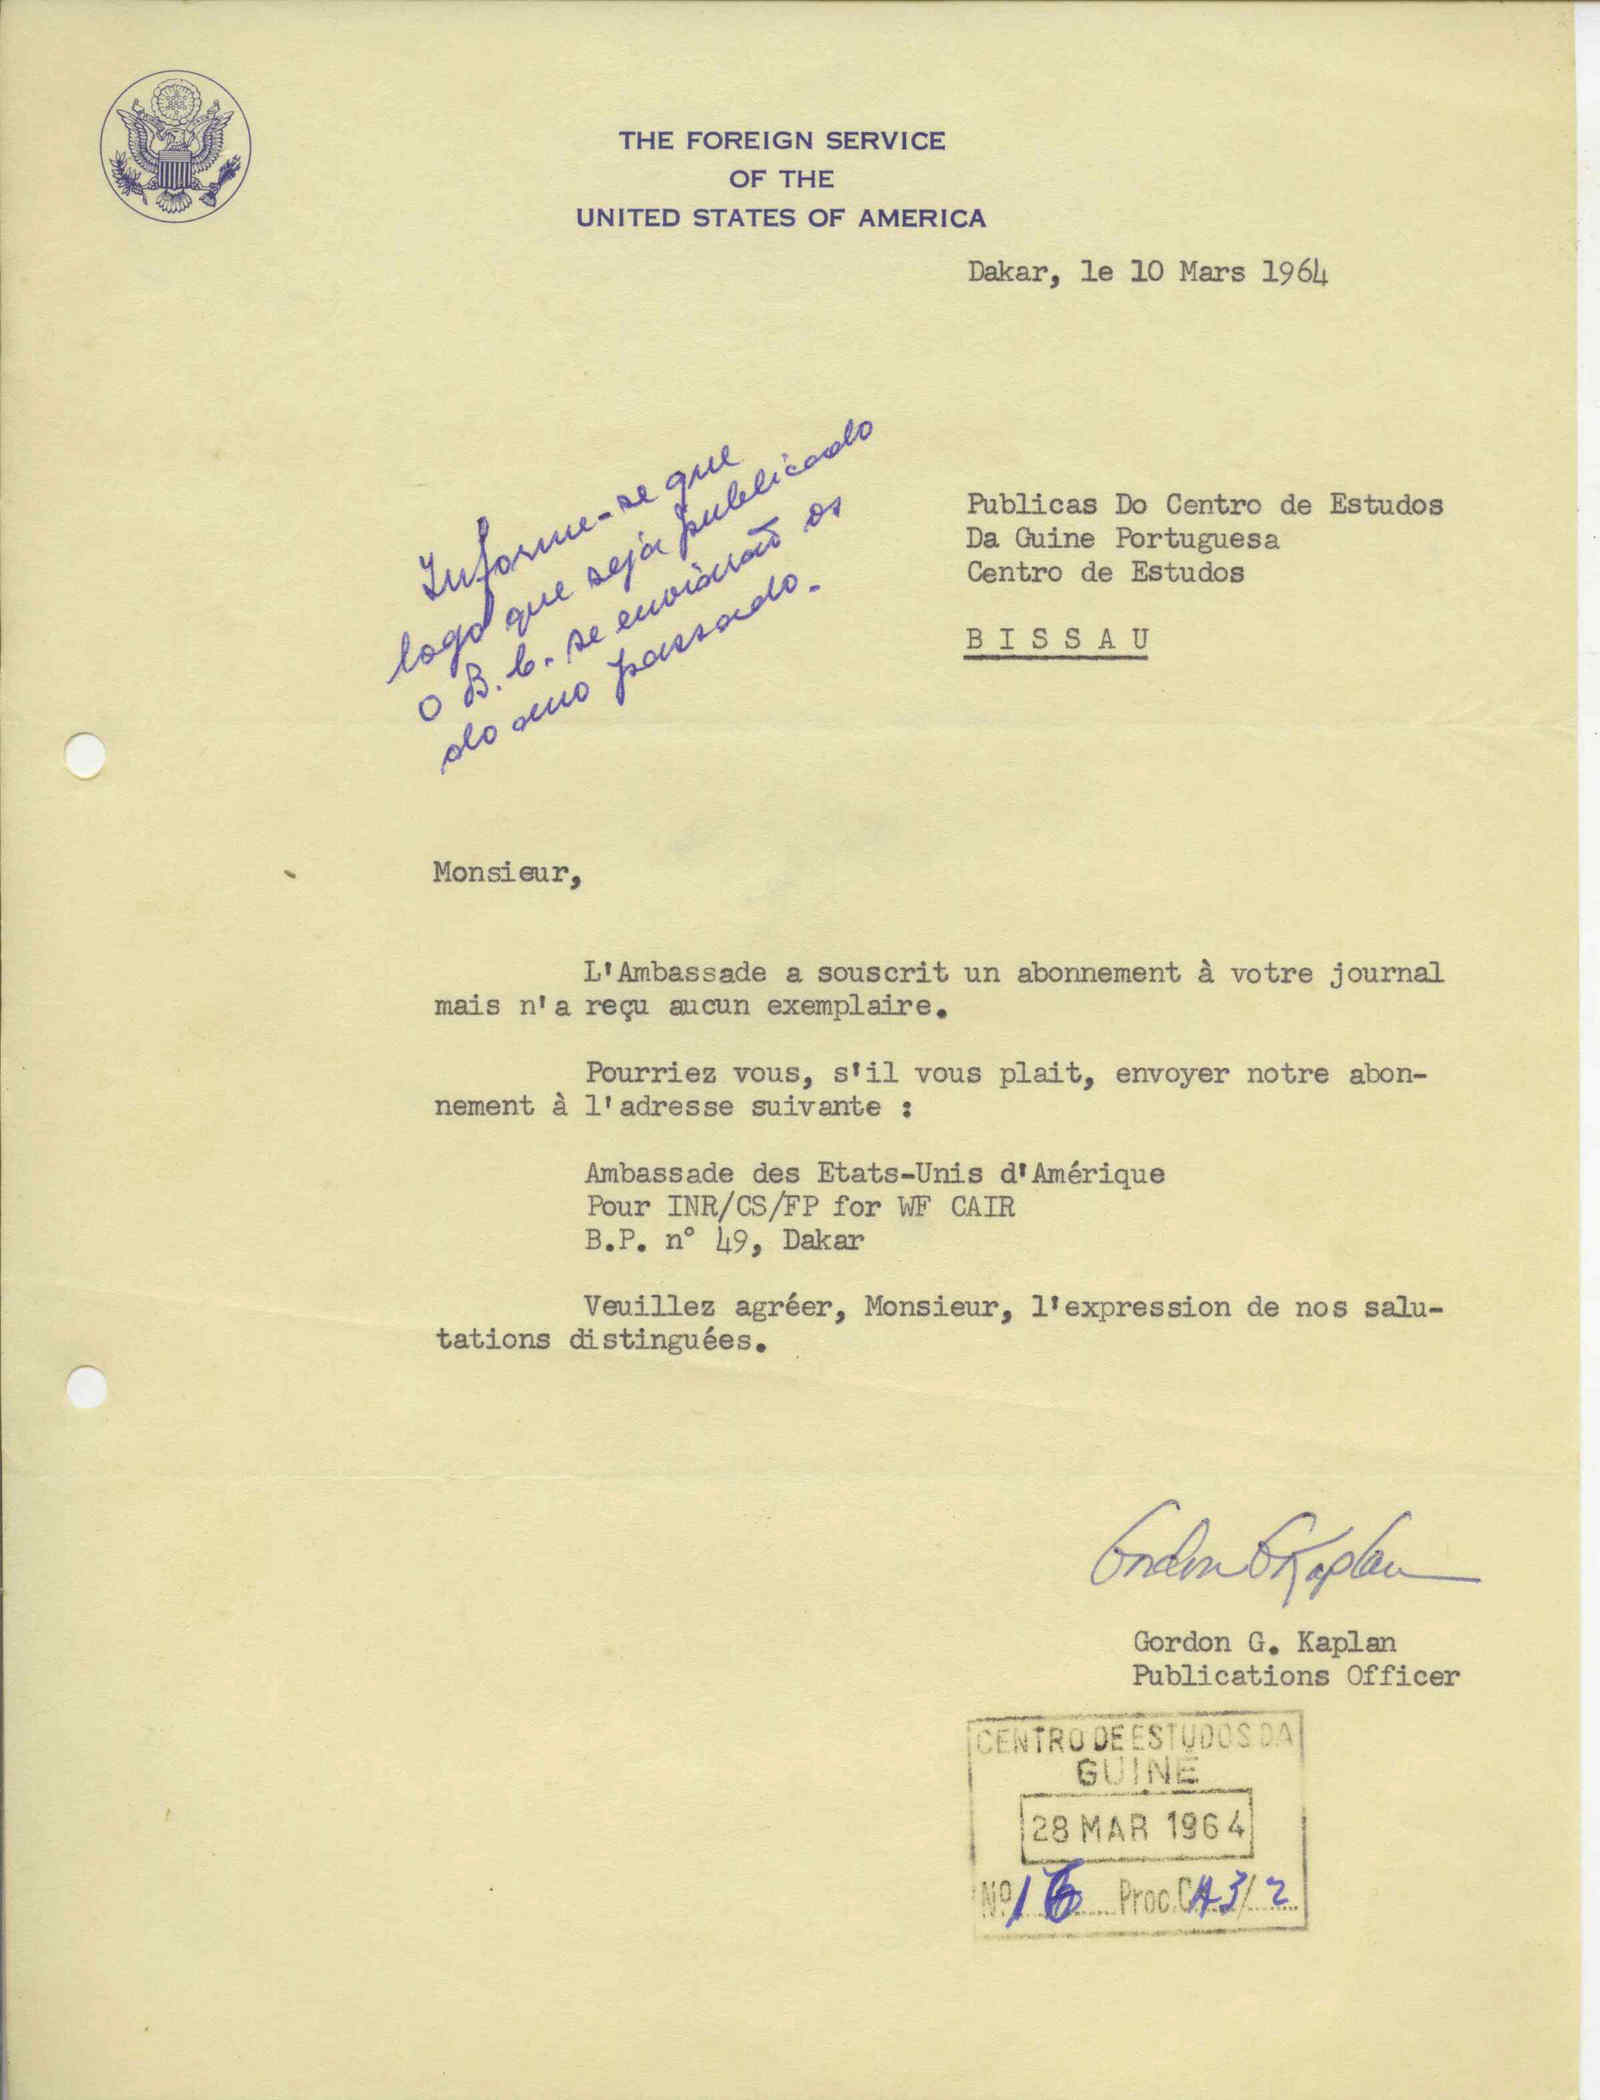 THE FOREIGN SERVICE
OF THE
UNITED STATES OF AMERICA
Dakar, le 10 Mars 1964
Informe-se que
logo que seja publicado
o B.C. se enviarão os
do ano passado.
Publicas Do Centro de Estudos
Da Guine Portuguesa
Centro de Estudos
B I S S A U
Monsieur,
L'Ambassade a souscrit un abonnement à votre journal
mais n'a reçu aucun exemplaire.
Pourriez vous, s'il vous plait, envoyer notre abon-
nement à l'adresse suivante :
Ambassade des Etats-Unis d'Amérique
Pour INR/CS/FP for WF CAIR
B.P. n° 49, Dakar
Veuillez agréer, Monsieur, l'expression de nos salu-
tations distinguées.
Gordon G Kaplan
Gordon G. Kaplan
Publications Officer
CENTRO DE ESTUDOS DA
GUINÉ
28 MAR 1964
Nº 16 Proc. CA 3/2